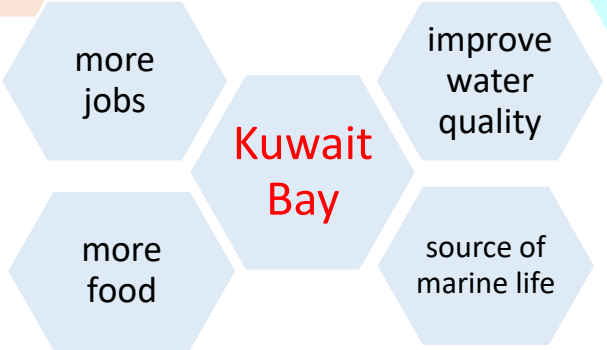 more
jobs
improve
water
quality
Kuwait
Bay
more
food
source of
marine life